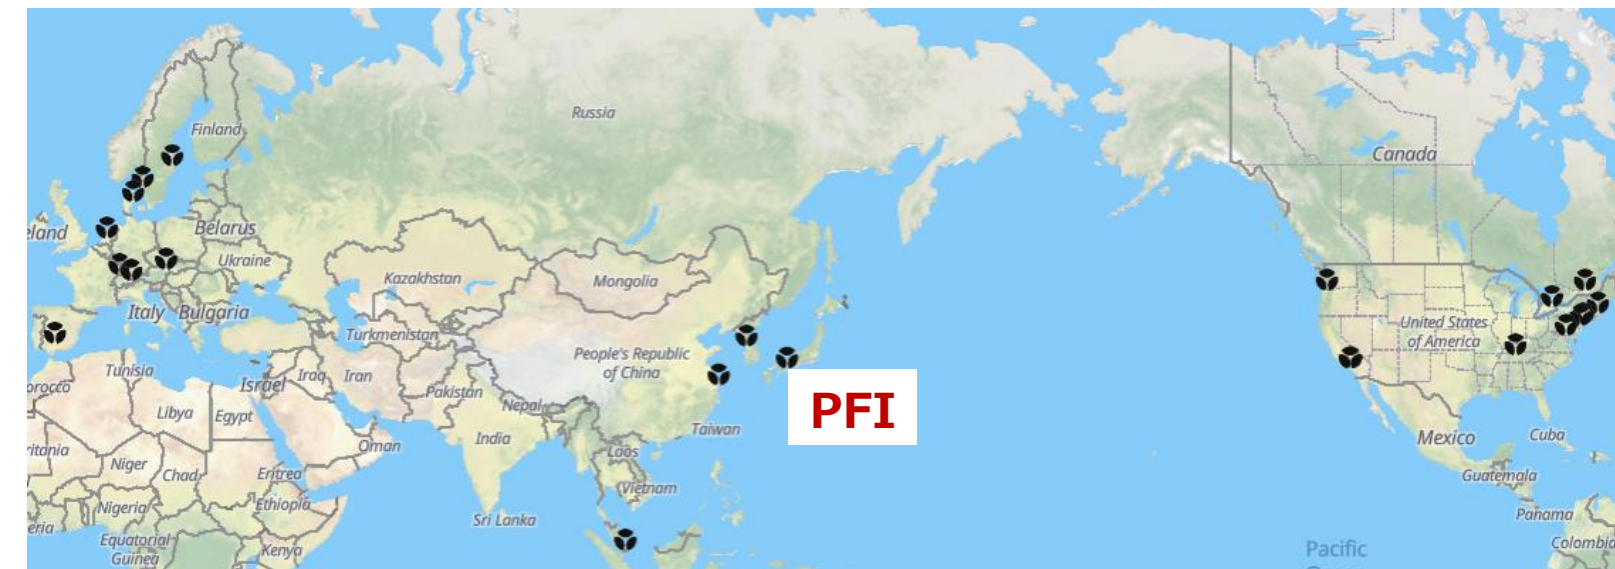 Russia
Finland
Canada
eland
Belarus
Ukraine
Kazakhstan
Mongolia
Italy
Bulgaria
United States
of America
Turkmenistan
People's Republic
of China
Tunisia
Israel
Iraq
Iran
orocco
Pakistan
Nepal
PFI
Libya
Egypt
India
Taiwan
Mexico
Cuba
Oman
Laos
ritania
Niger
Chad
Eritrea
Guatemala
Vietnam
Nigeria
Ethiopia
Sri Lanka
Panama
eria
Equatorial
Guinea
Kenya
Pacific
Colombia